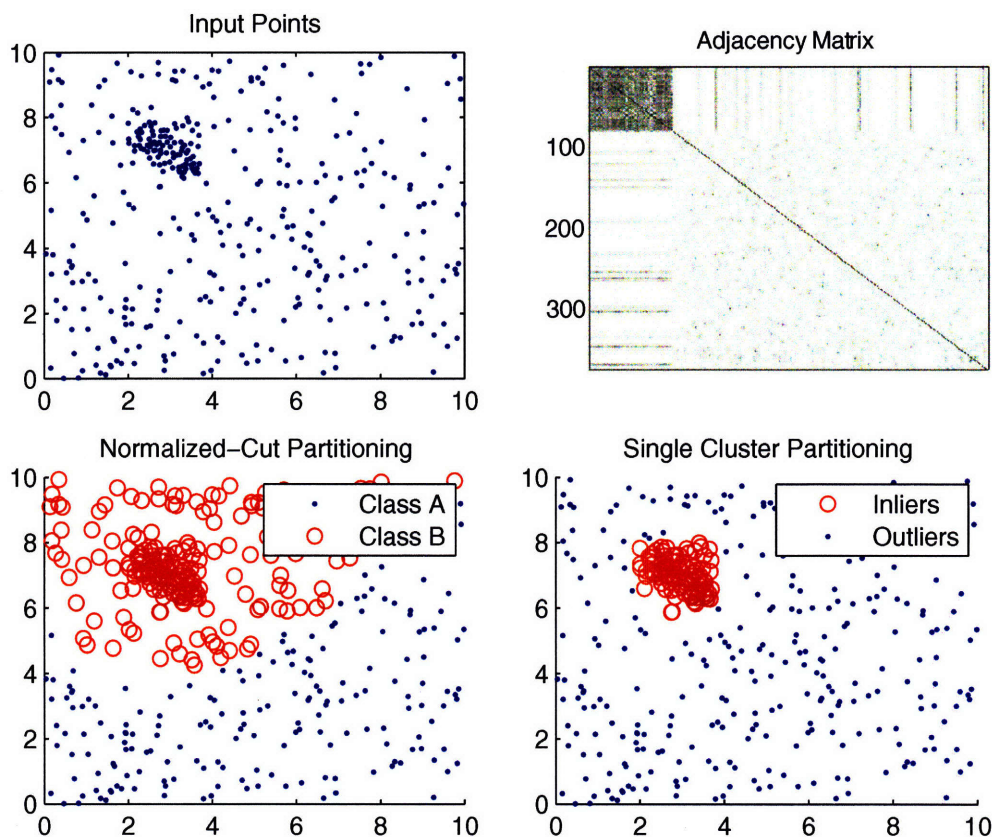 Input Points
10
8
6
4
2
0
0 2 4 6 8 10
Adjacency Matrix
100
200
300
Normalized–Cut Partitioning
10
8
6
4
2
0
0 2 4 6 8 10
Class A
Class B
Single Cluster Partitioning
10
8
6
4
2
0
0 2 4 6 8 10
Inliers
Outliers